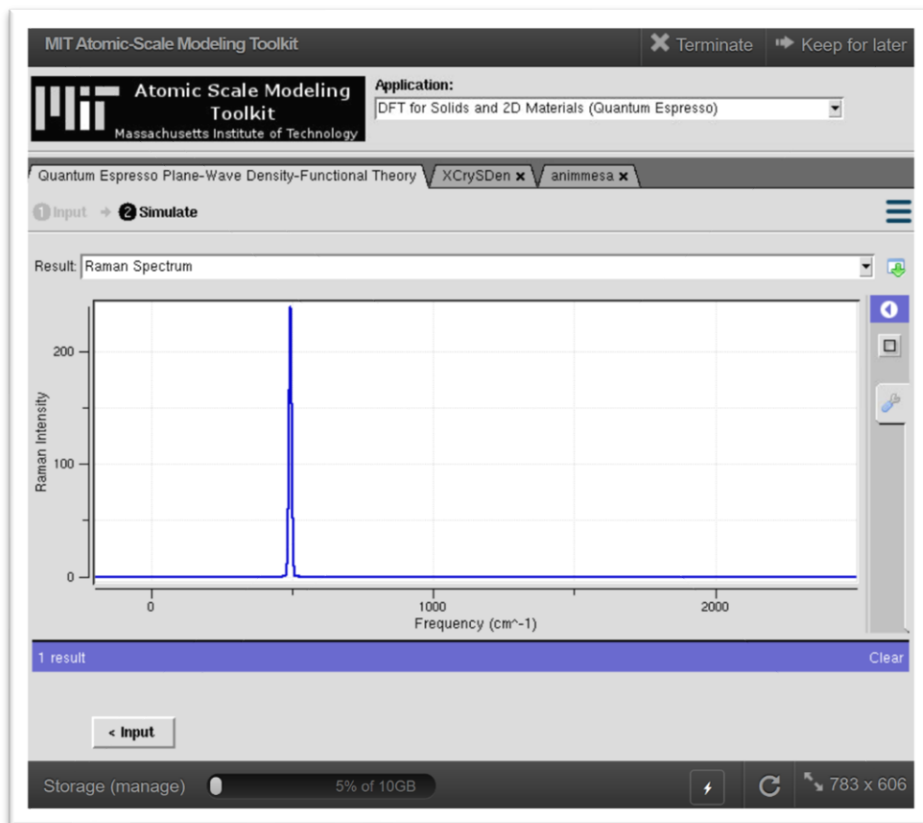 MIT Atomic-Scale Modeling Toolkit
Terminate
Keep for later
Atomic Scale Modeling
Toolkit
Massachusetts Institute of Technology
Application:
DFT for Solids and 2D Materials (Quantum Espresso)
Quantum Espresso Plane-Wave Density-Functional Theory
XCrySDen
animmesa
1 Input
2 Simulate
Result: Raman Spectrum
Raman Intensity
200
100
0
0
1000
2000
Frequency (cm^-1)
1 result
Clear
< Input
Storage (manage)
5% of 10GB
783 x 606